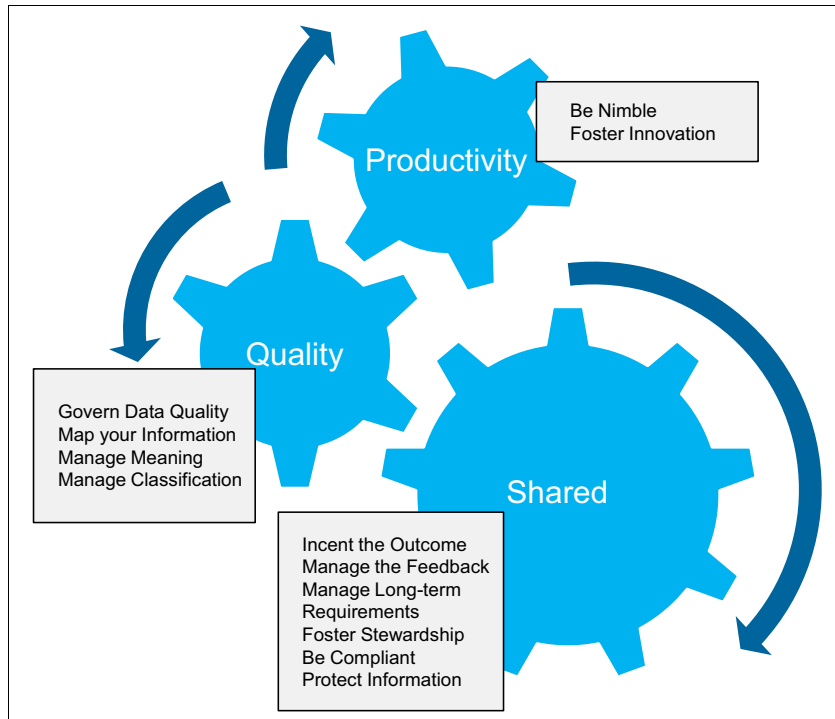 Be Nimble
Foster Innovation
Productivity
Quality
Govern Data Quality
Map your Information
Manage Meaning
Manage Classification
Shared
Incent the Outcome
Manage the Feedback
Manage Long-term
Requirements
Foster Stewardship
Be Compliant
Protect Information